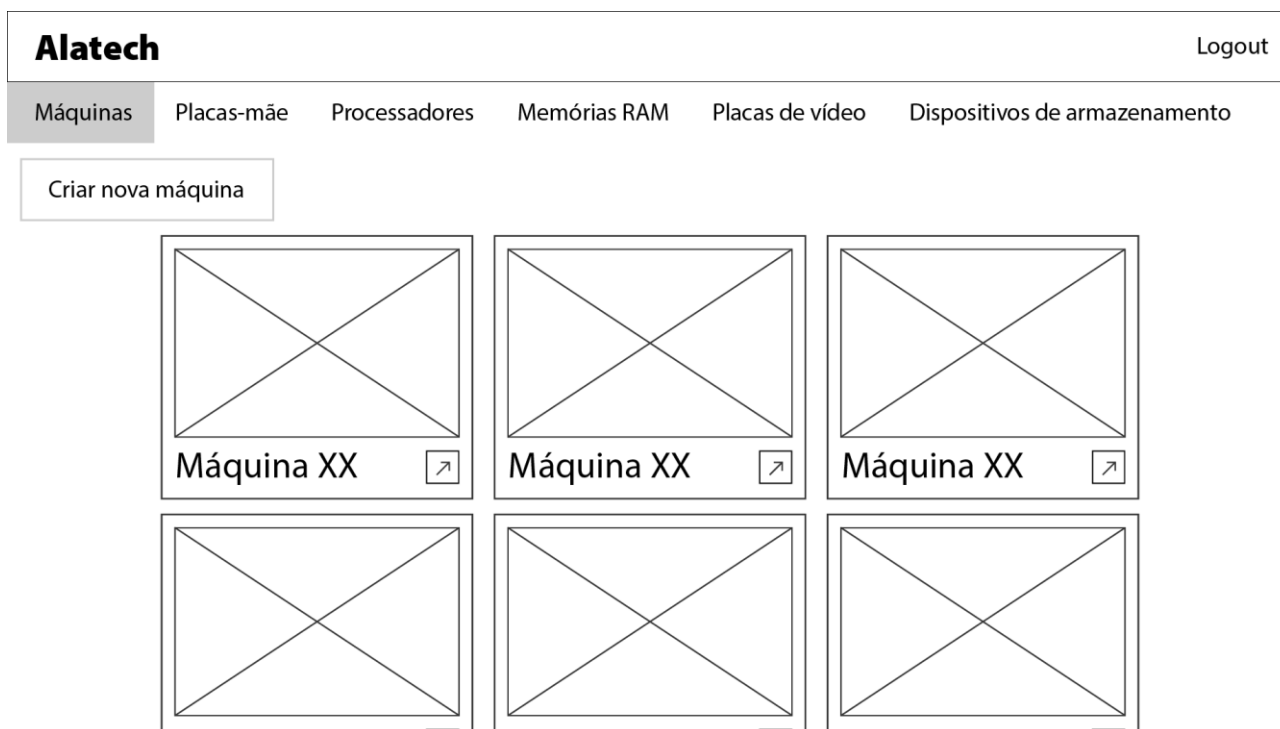 Alatech Logout
Máquinas Placas-mãe Processadores Memórias RAM Placas de vídeo Dispositivos de armazenamento
Criar nova máquina
Máquina XX Máquina XX Máquina XX